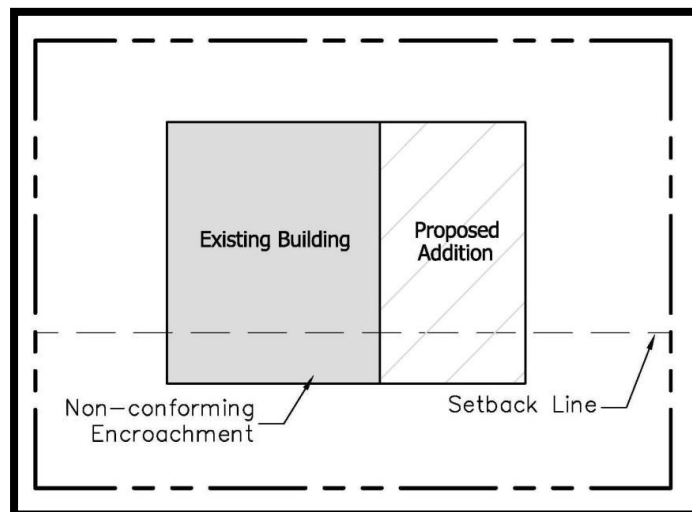 Existing Building
Proposed
Addition
Non-conforming
Encroachment
Setback Line